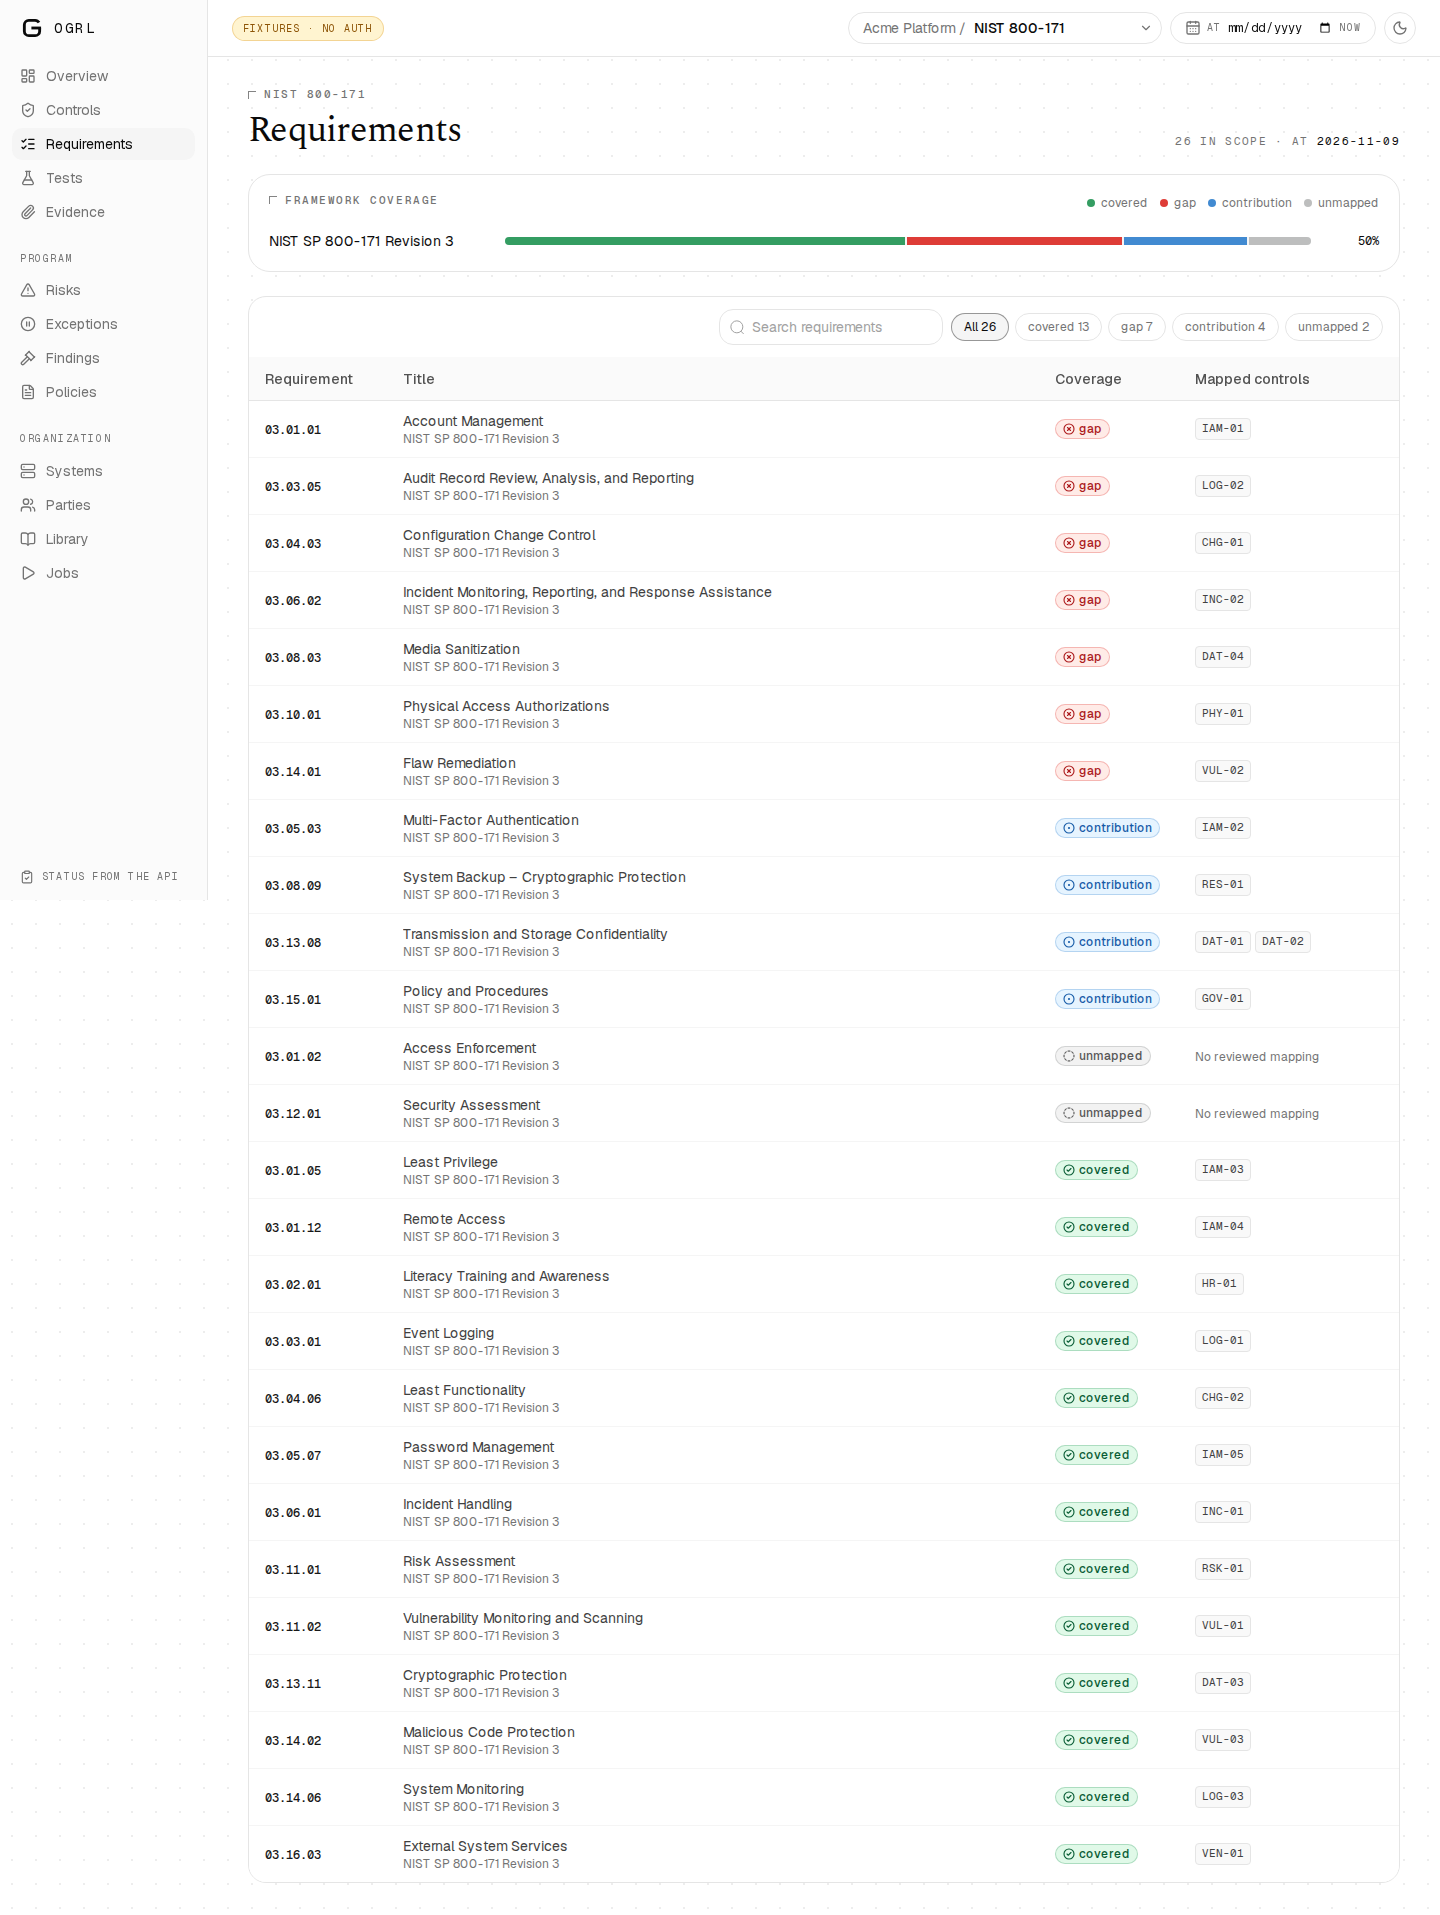 OGRL
FIXTURES · NO AUTH
Acme Platform / NIST 800-171
AT mm/dd/yyyy NOW
Overview
Controls
Requirements
Tests
Evidence
PROGRAM
Risks
Exceptions
Findings
Policies
ORGANIZATION
Systems
Parties
Library
Jobs
STATUS FROM THE API
NIST 800-171
Requirements
26 IN SCOPE · AT 2026-11-09
FRAMEWORK COVERAGE
covered gap contribution unmapped
NIST SP 800-171 Revision 3 50%
Search requirements All 26 covered 13 gap 7 contribution 4 unmapped 2
Requirement Title Coverage Mapped controls
03.01.01 Account Management gap IAM-01
NIST SP 800-171 Revision 3
03.03.05 Audit Record Review, Analysis, and Reporting gap LOG-02
NIST SP 800-171 Revision 3
03.04.03 Configuration Change Control gap CHG-01
NIST SP 800-171 Revision 3
03.06.02 Incident Monitoring, Reporting, and Response Assistance gap INC-02
NIST SP 800-171 Revision 3
03.08.03 Media Sanitization gap DAT-04
NIST SP 800-171 Revision 3
03.10.01 Physical Access Authorizations gap PHY-01
NIST SP 800-171 Revision 3
03.14.01 Flaw Remediation gap VUL-02
NIST SP 800-171 Revision 3
03.05.03 Multi-Factor Authentication contribution IAM-02
NIST SP 800-171 Revision 3
03.08.09 System Backup – Cryptographic Protection contribution RES-01
NIST SP 800-171 Revision 3
03.13.08 Transmission and Storage Confidentiality contribution DAT-01 DAT-02
NIST SP 800-171 Revision 3
03.15.01 Policy and Procedures contribution GOV-01
NIST SP 800-171 Revision 3
03.01.02 Access Enforcement unmapped No reviewed mapping
NIST SP 800-171 Revision 3
03.12.01 Security Assessment unmapped No reviewed mapping
NIST SP 800-171 Revision 3
03.01.05 Least Privilege covered IAM-03
NIST SP 800-171 Revision 3
03.01.12 Remote Access covered IAM-04
NIST SP 800-171 Revision 3
03.02.01 Literacy Training and Awareness covered HR-01
NIST SP 800-171 Revision 3
03.03.01 Event Logging covered LOG-01
NIST SP 800-171 Revision 3
03.04.06 Least Functionality covered CHG-02
NIST SP 800-171 Revision 3
03.05.07 Password Management covered IAM-05
NIST SP 800-171 Revision 3
03.06.01 Incident Handling covered INC-01
NIST SP 800-171 Revision 3
03.11.01 Risk Assessment covered RSK-01
NIST SP 800-171 Revision 3
03.11.02 Vulnerability Monitoring and Scanning covered VUL-01
NIST SP 800-171 Revision 3
03.13.11 Cryptographic Protection covered DAT-03
NIST SP 800-171 Revision 3
03.14.02 Malicious Code Protection covered VUL-03
NIST SP 800-171 Revision 3
03.14.06 System Monitoring covered LOG-03
NIST SP 800-171 Revision 3
03.16.03 External System Services covered VEN-01
NIST SP 800-171 Revision 3